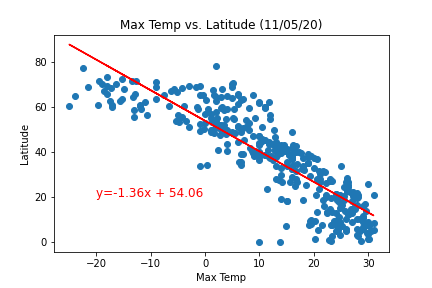 Max Temp vs. Latitude (11/05/20)
80
60
40
20
0
Latitude
y=-1.36x + 54.06
−20 −10 0 10 20 30
Max Temp